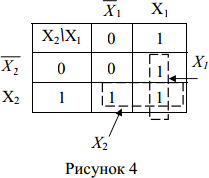 X̅₁ X₁
X₂\X₁ 0 1
X̅₂ 0 0 1 X₁
X₂ 1 1 1
X₂
Рисунок 4